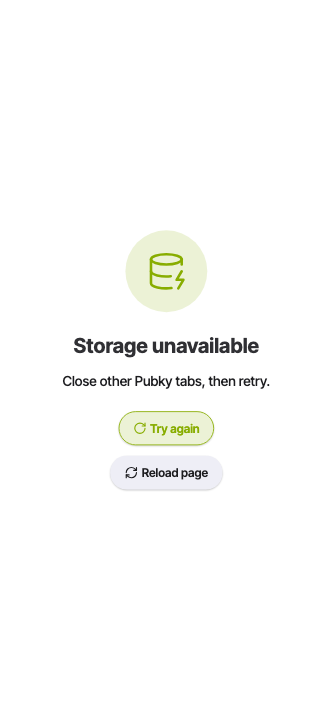 Storage unavailable
Close other Pubky tabs, then retry.
Try again
Reload page